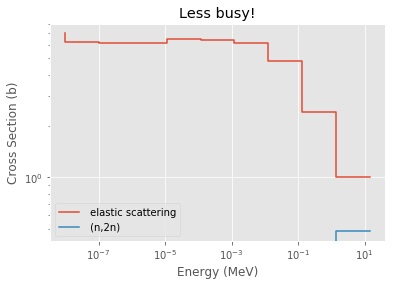 Less busy!
Cross Section (b)
10⁰
elastic scattering
(n,2n)
10⁻⁷
10⁻⁵
10⁻³
10⁻¹
10¹
Energy (MeV)